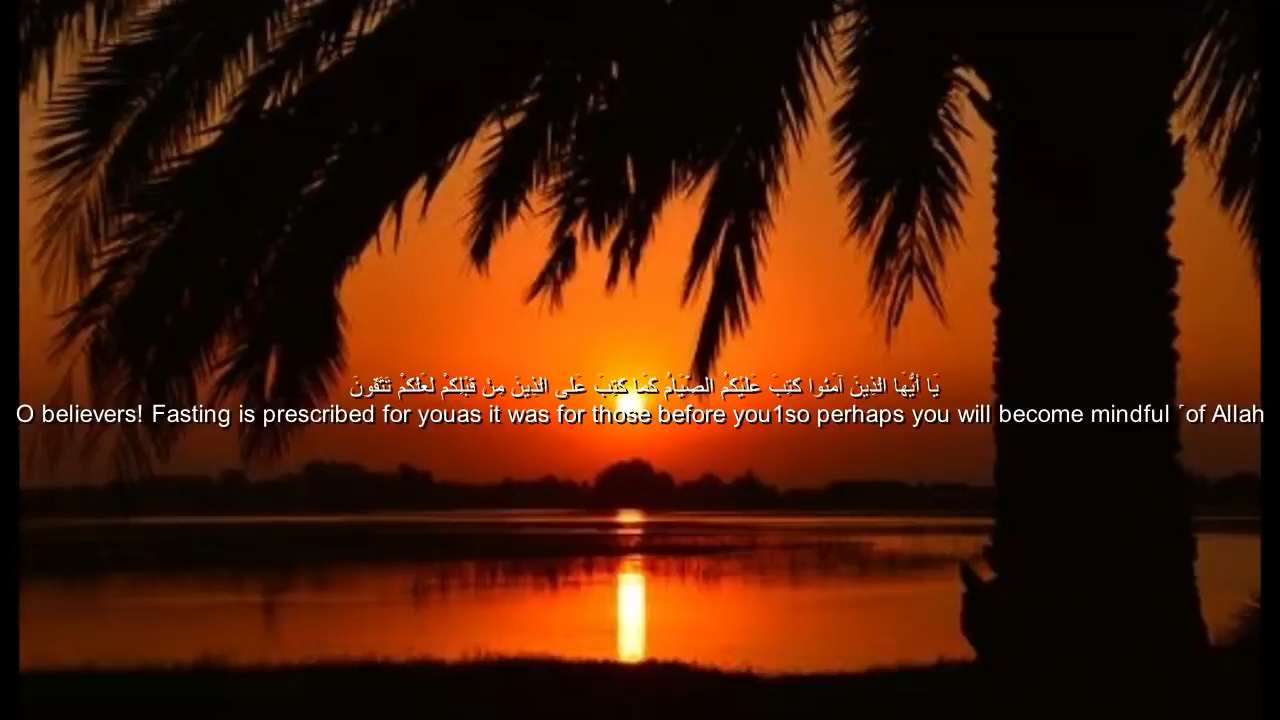 يَا أَيُّهَا الَّذِينَ آمَنُوا كُتِبَ عَلَيْكُمُ الصِّيَامُ كَمَا كُتِبَ عَلَى الَّذِينَ مِنْ قَبْلِكُمْ لَعَلَّكُمْ تَتَّقُونَ
O believers! Fasting is prescribed for youas it was for those before you1so perhaps you will become mindful ˹of Allah